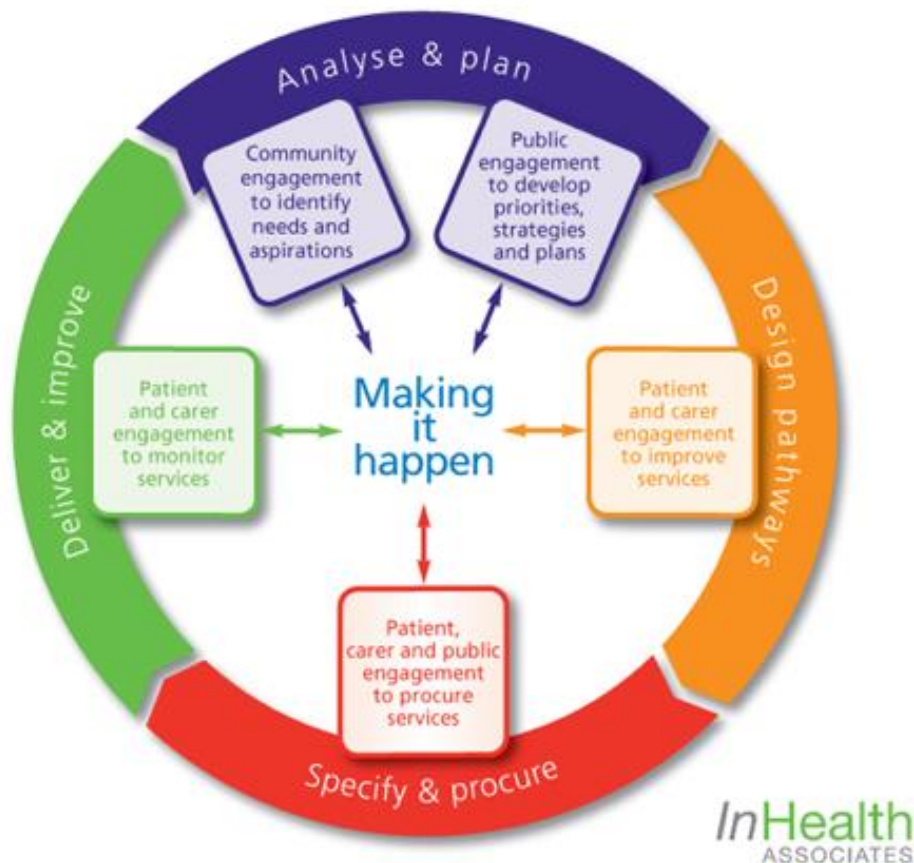 Analyse & plan
Community
engagement
to identify
needs and
aspirations
Public
engagement
to develop
priorities,
strategies
and plans
Design pathways
Patient
and carer
engagement
to improve
services
Specify & procure
Patient,
carer and public
engagement
to procure
services
Deliver & improve
Patient
and carer
engagement
to monitor
services
Making
it
happen
InHealth
ASSOCIATES